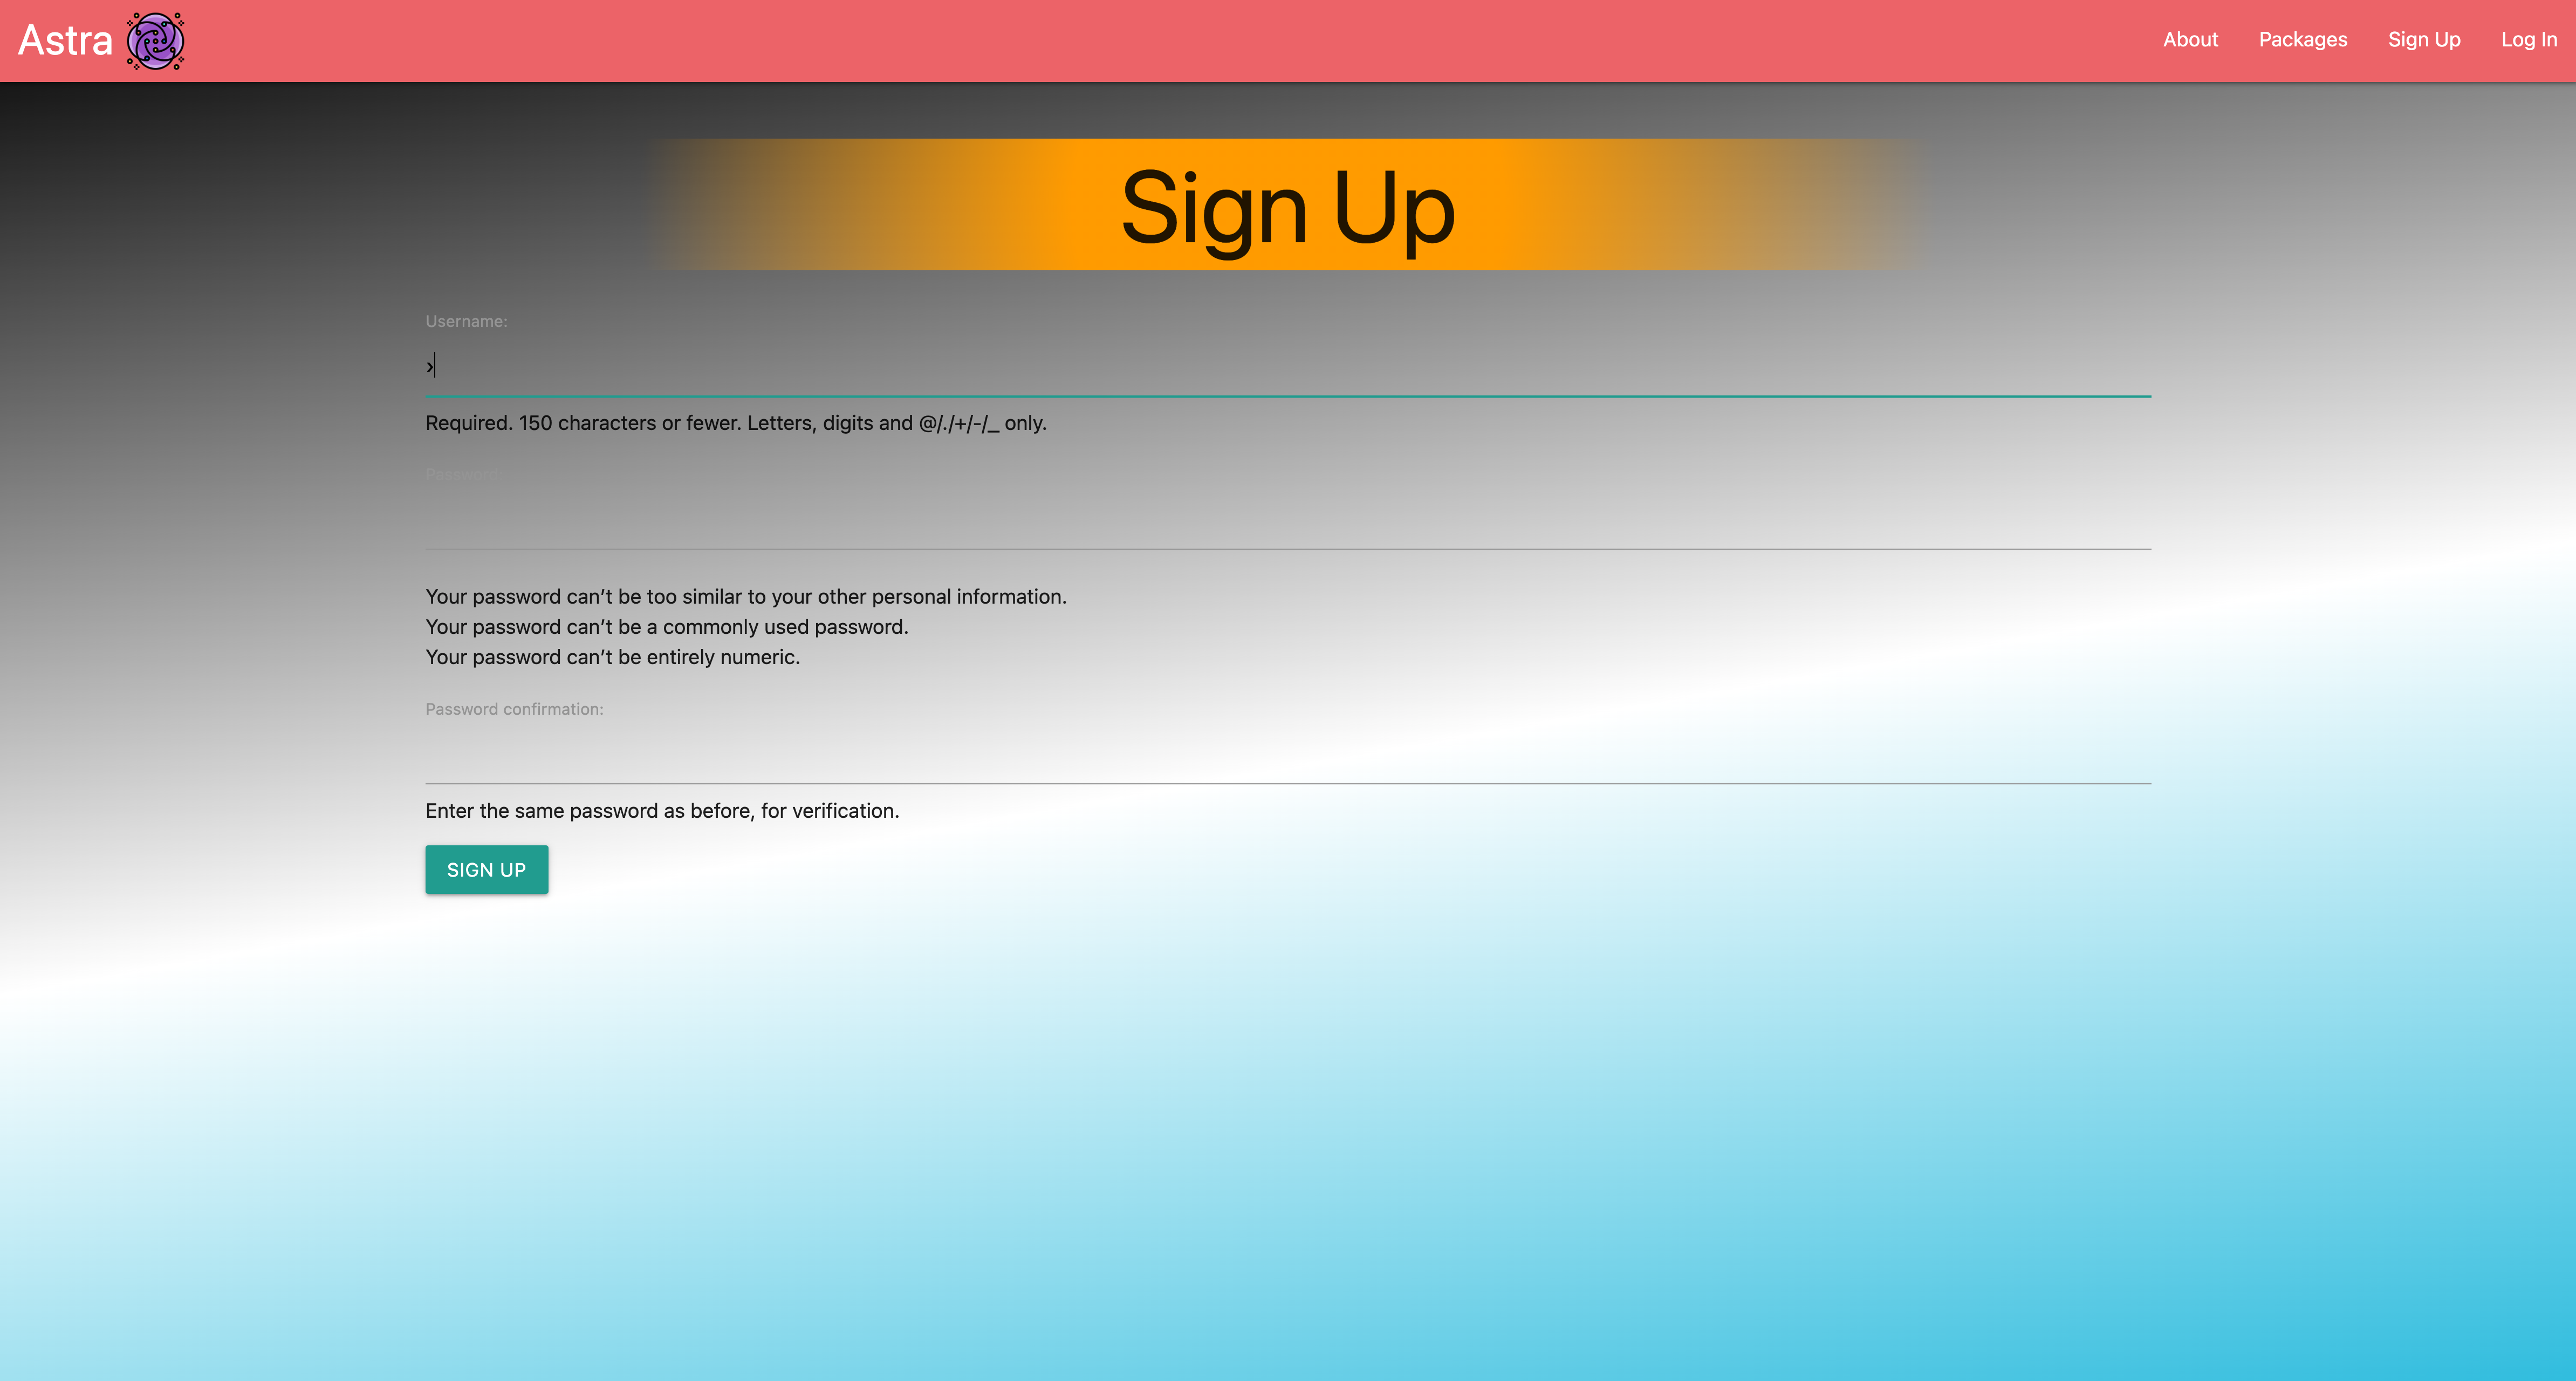 Astra
About Packages Sign Up Log In
Sign Up
Username:
›
Required. 150 characters or fewer. Letters, digits and @/./+/-/_ only.
Password:
Your password can’t be too similar to your other personal information.
Your password can’t be a commonly used password.
Your password can’t be entirely numeric.
Password confirmation:
Enter the same password as before, for verification.
SIGN UP